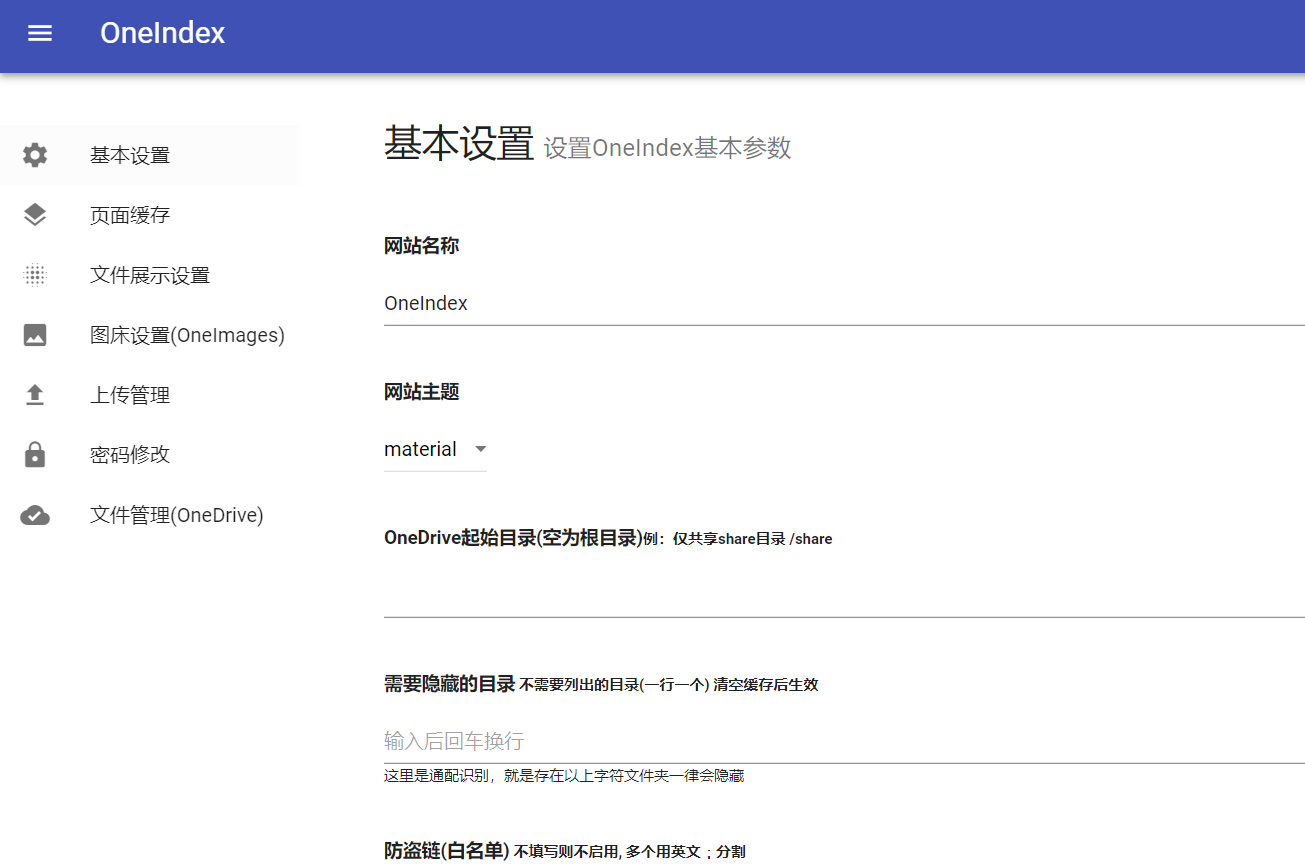 OneIndex
基本设置
页面缓存
文件展示设置
图床设置(OneImages)
上传管理
密码修改
文件管理(OneDrive)
基本设置 设置OneIndex基本参数
网站名称
OneIndex
网站主题
material
OneDrive起始目录(空为根目录)例：仅共享share目录 /share
需要隐藏的目录 不需要列出的目录(一行一个) 清空缓存后生效
输入后回车换行
这里是通配识别，就是存在以上字符文件夹一律会隐藏
防盗链(白名单) 不填写则不启用, 多个用英文 ; 分割